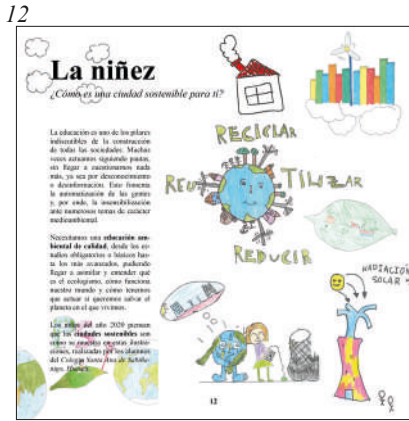 12
La niñez
¿Cómo es una ciudad sostenible para ti?
La educación es uno de los pilares
indiscutibles de la construcción
de todas las sociedades. Muchas
veces actuamos siguiendo pautas,
sin llegar a cuestionarnos nada
más, ya sea por desconocimiento
o desinformación. Esto fomenta
la automatización de las gentes
y, por ende, la insensibilización
ante numerosos temas de carácter
medioambiental.
Necesitamos una educación am-
biental de calidad, desde los es-
tudios obligatorios o básicos has-
ta los más avanzados, pudiendo
llegar a asimilar y entender qué
es el ecologismo, cómo funciona
nuestro mundo y cómo tenemos
que actuar si queremos salvar el
planeta en el que vivimos.
Los niños del año 2020 piensan
que las ciudades sostenibles son
como se muestra en estas ilustra-
ciones, realizadas por los alumnos
del Colegio Santa Ana de Sabiñá-
nigo, Huesca.
RECICLAR
REU TILIZAR
REDUCIR
RADIACIÓN
SOLAR
12